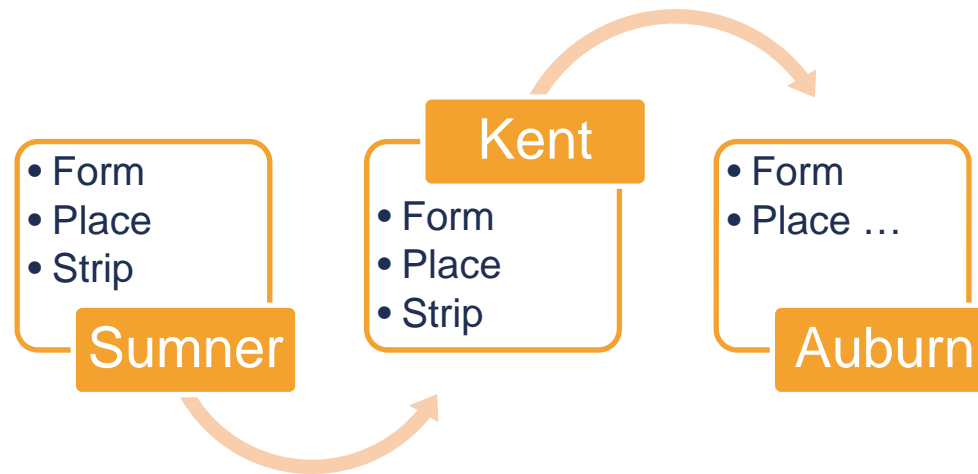 • Form
• Place
• Strip
Sumner
Kent
• Form
• Place
• Strip
• Form
• Place …
Auburn